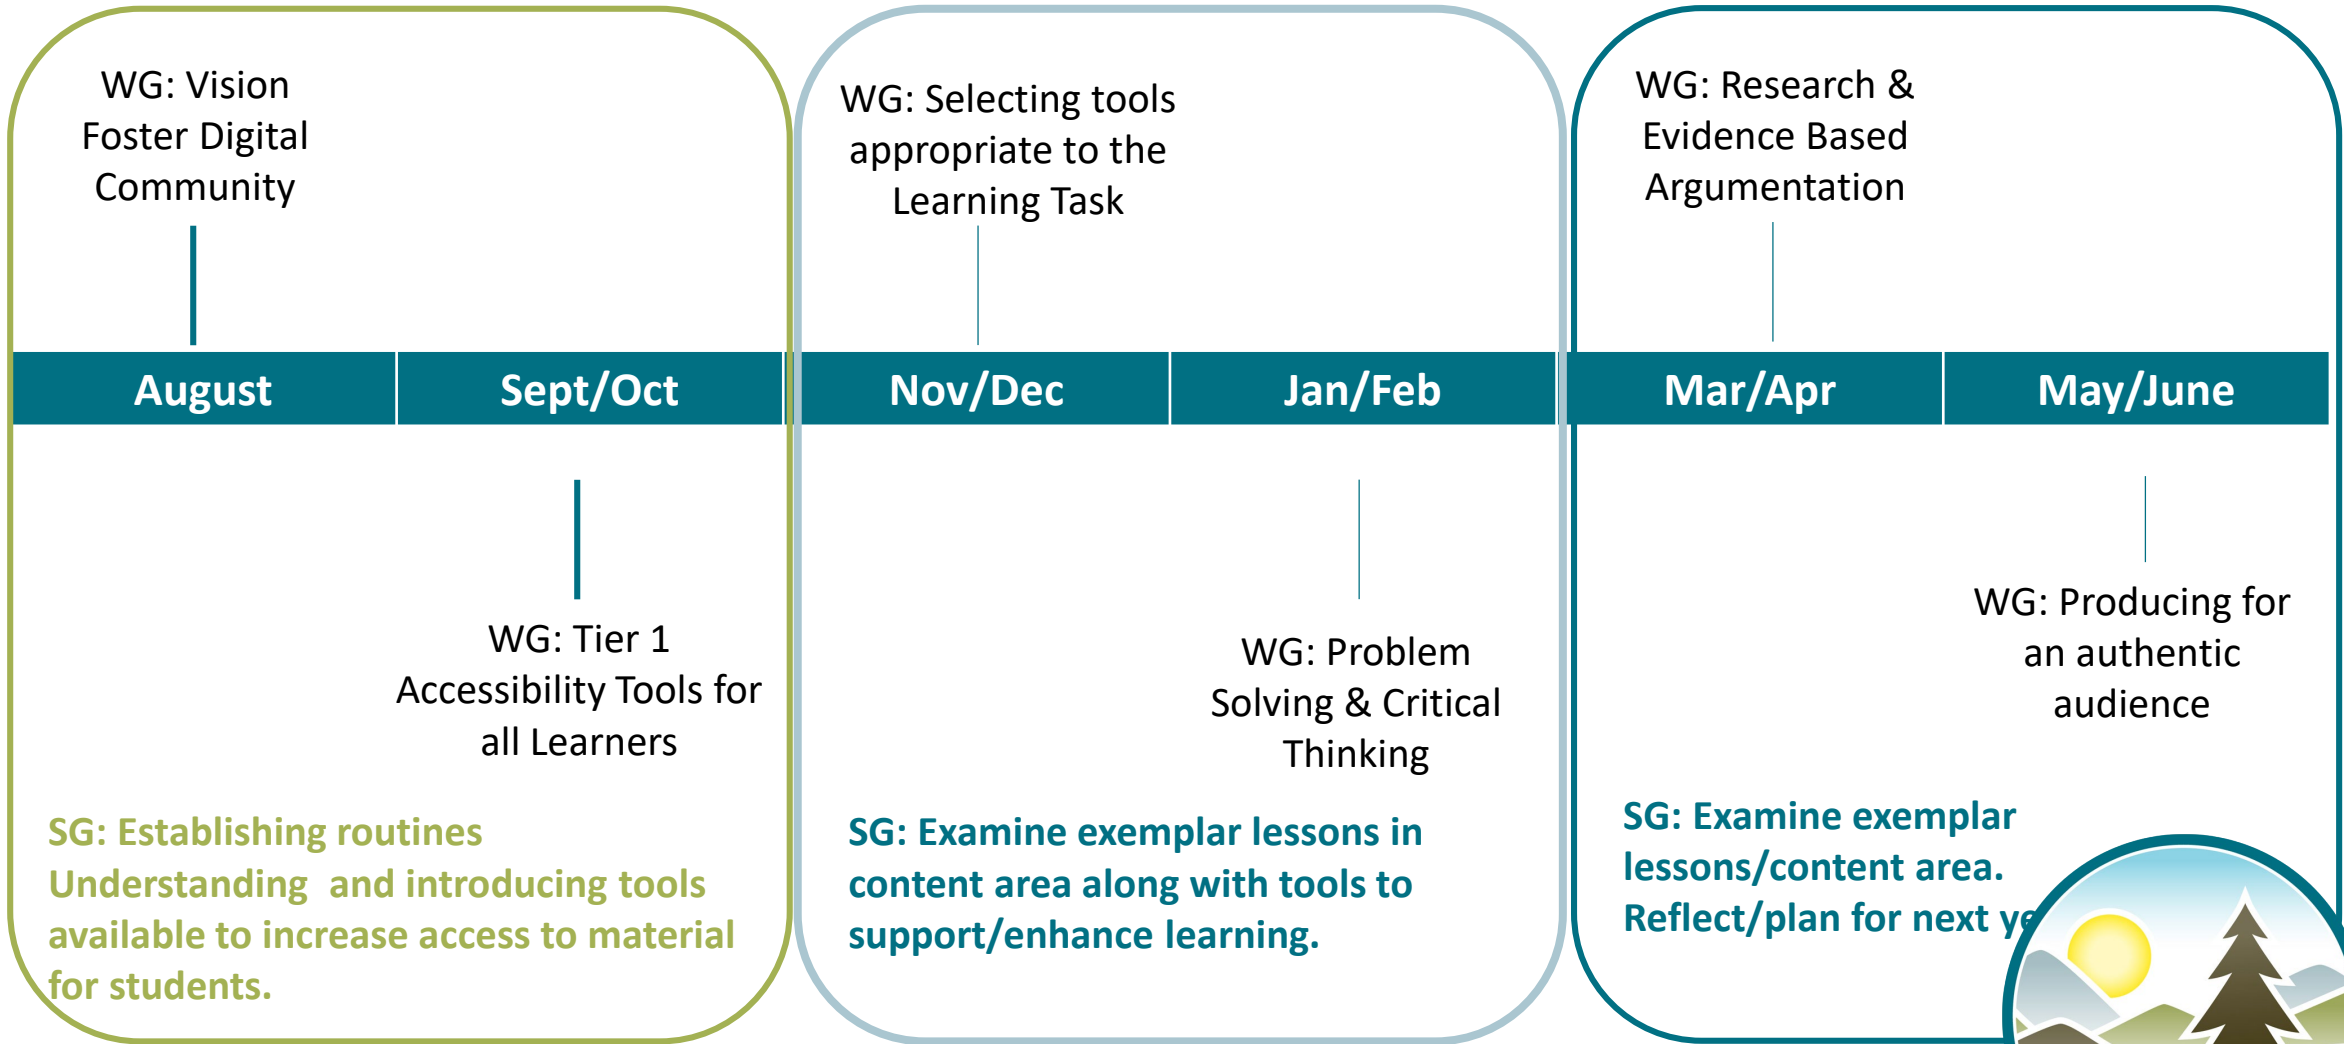 WG: Vision
Foster Digital
Community
WG: Selecting tools
appropriate to the
Learning Task
WG: Research &
Evidence Based
Argumentation
August
Sept/Oct
Nov/Dec
Jan/Feb
Mar/Apr
May/June
WG: Tier 1
Accessibility Tools for
all Learners
WG: Problem
Solving & Critical
Thinking
WG: Producing for
an authentic
audience
SG: Establishing routines
Understanding  and introducing tools
available to increase access to material
for students.
SG: Examine exemplar lessons in
content area along with tools to
support/enhance learning.
SG: Examine exemplar
lessons/content area.
Reflect/plan for next